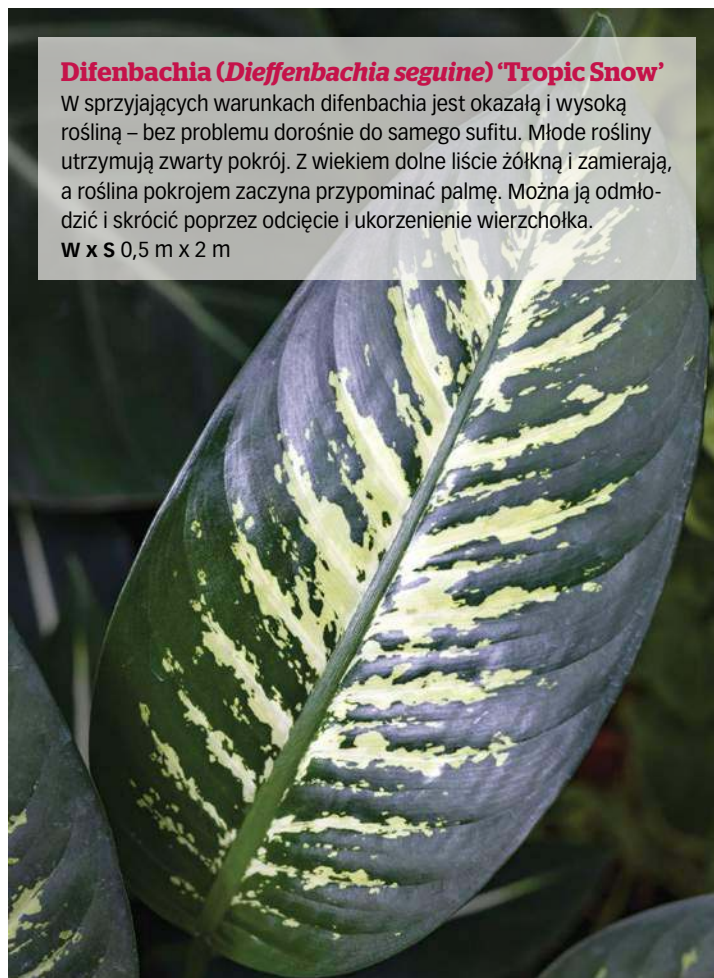 Difenbachia (Dieffenbachia seguine) ‘Tropic Snow’
W sprzyjających warunkach difenbachia jest okazałą i wysoką
rośliną – bez problemu dorośnie do samego sufitu. Młode rośliny
utrzymują zwarty pokrój. Z wiekiem dolne liście żółkną i zamierają,
a roślina pokrojem zaczyna przypominać palmę. Można ją odmło-
dzić i skrócić poprzez odcięcie i ukorzenienie wierzchołka.
W x S 0,5 m x 2 m